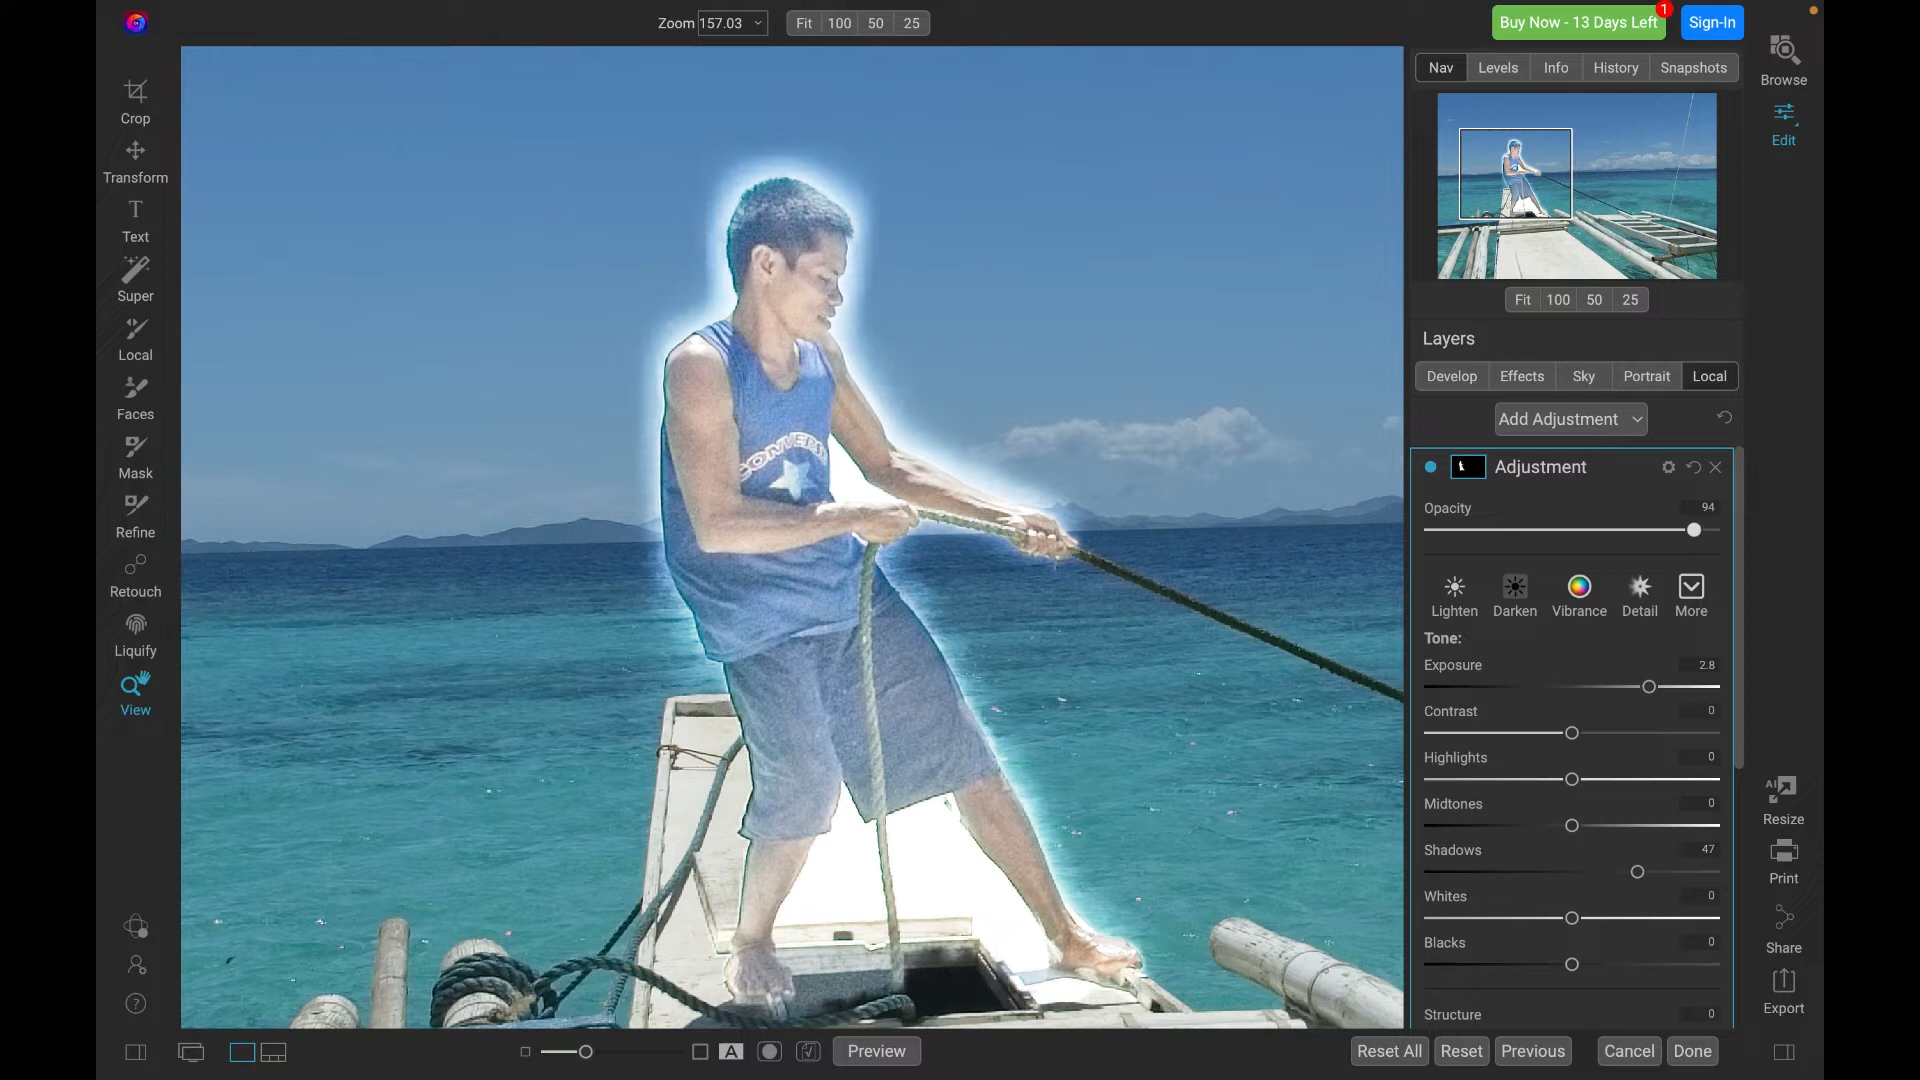 Zoom 157.03
Fit 100 50 25
Buy Now - 13 Days Left
1
Sign-In
Crop
Transform
T
Text
Super
Local
Faces
Mask
Refine
Retouch
Liquify
View
CONVER
Nav Levels Info History Snapshots
Fit 100 50 25
Layers
Develop Effects Sky Portrait Local
Add Adjustment
Adjustment
Opacity 94
Lighten Darken Vibrance Detail More
Tone:
Exposure 2.8
Contrast 0
Highlights 0
Midtones 0
Shadows 47
Whites 0
Blacks 0
Structure 0
Browse
Edit
AI
Resize
Print
Share
Export
?
A
Preview
Reset All Reset Previous Cancel Done